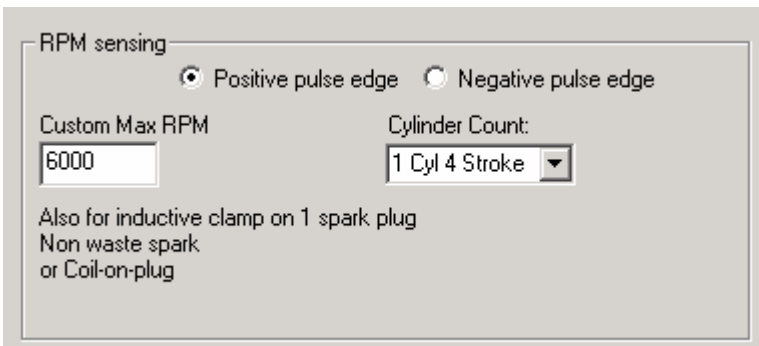 RPM sensing
Positive pulse edge Negative pulse edge
Custom Max RPM Cylinder Count:
6000 1 Cyl 4 Stroke
Also for inductive clamp on 1 spark plug
Non waste spark
or Coil-on-plug